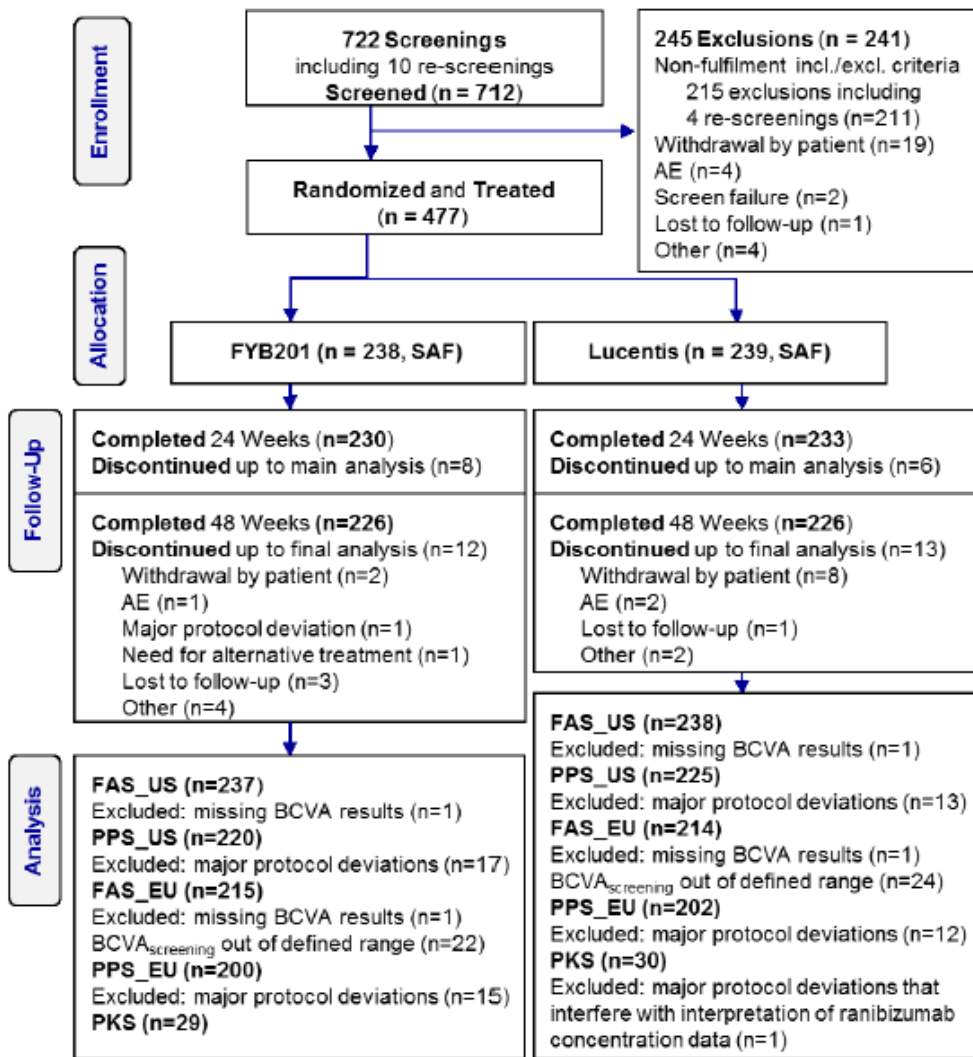 Enrollment
722 Screenings
including 10 re-screenings
Screened (n = 712)
245 Exclusions (n = 241)
Non-fulfilment incl./excl. criteria
215 exclusions including
4 re-screenings (n=211)
Withdrawal by patient (n=19)
AE (n=4)
Screen failure (n=2)
Lost to follow-up (n=1)
Other (n=4)
Randomized and Treated
(n = 477)
Allocation
FYB201 (n = 238, SAF)
Lucentis (n = 239, SAF)
Follow-Up
Completed 24 Weeks (n=230)
Discontinued up to main analysis (n=8)
Completed 48 Weeks (n=226)
Discontinued up to final analysis (n=12)
Withdrawal by patient (n=2)
AE (n=1)
Major protocol deviation (n=1)
Need for alternative treatment (n=1)
Lost to follow-up (n=3)
Other (n=4)
Completed 24 Weeks (n=233)
Discontinued up to main analysis (n=6)
Completed 48 Weeks (n=226)
Discontinued up to final analysis (n=13)
Withdrawal by patient (n=8)
AE (n=2)
Lost to follow-up (n=1)
Other (n=2)
Analysis
FAS_US (n=237)
Excluded: missing BCVA results (n=1)
PPS_US (n=220)
Excluded: major protocol deviations (n=17)
FAS_EU (n=215)
Excluded: missing BCVA results (n=1)
BCVAscreening out of defined range (n=22)
PPS_EU (n=200)
Excluded: major protocol deviations (n=15)
PKS (n=29)
FAS_US (n=238)
Excluded: missing BCVA results (n=1)
PPS_US (n=225)
Excluded: major protocol deviations (n=13)
FAS_EU (n=214)
Excluded: missing BCVA results (n=1)
BCVAscreening out of defined range (n=24)
PPS_EU (n=202)
Excluded: major protocol deviations (n=12)
PKS (n=30)
Excluded: major protocol deviations that
interfere with interpretation of ranibizumab
concentration data (n=1)